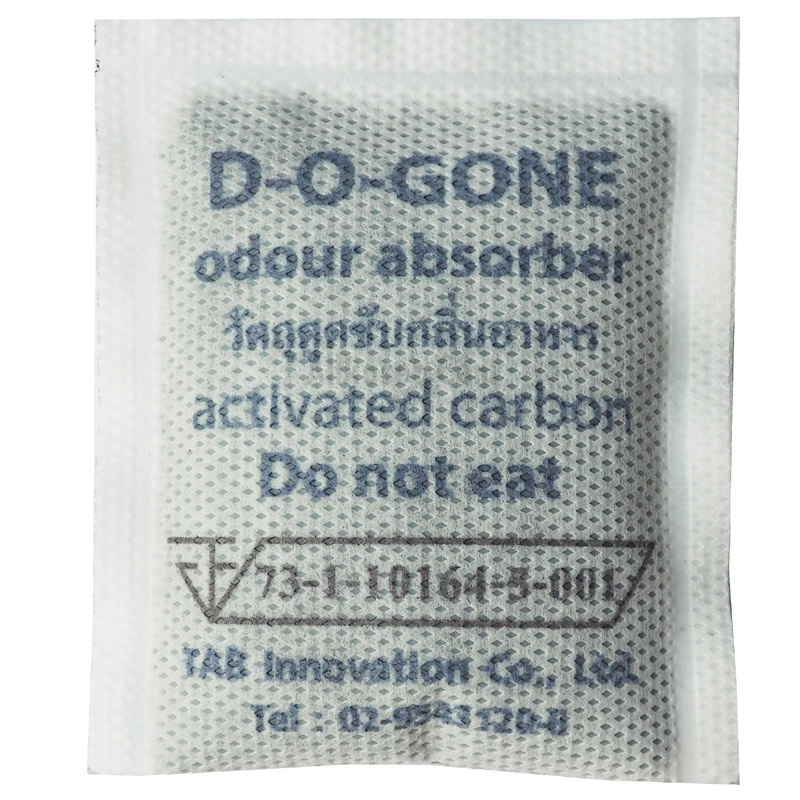 D-O-GONE
odour absorber
วัตถุดูดซับกลิ่นอาหาร
activated carbon
Do not eat
73-1-10164-5-001
TAB Innovation Co., Ltd.
Tel :